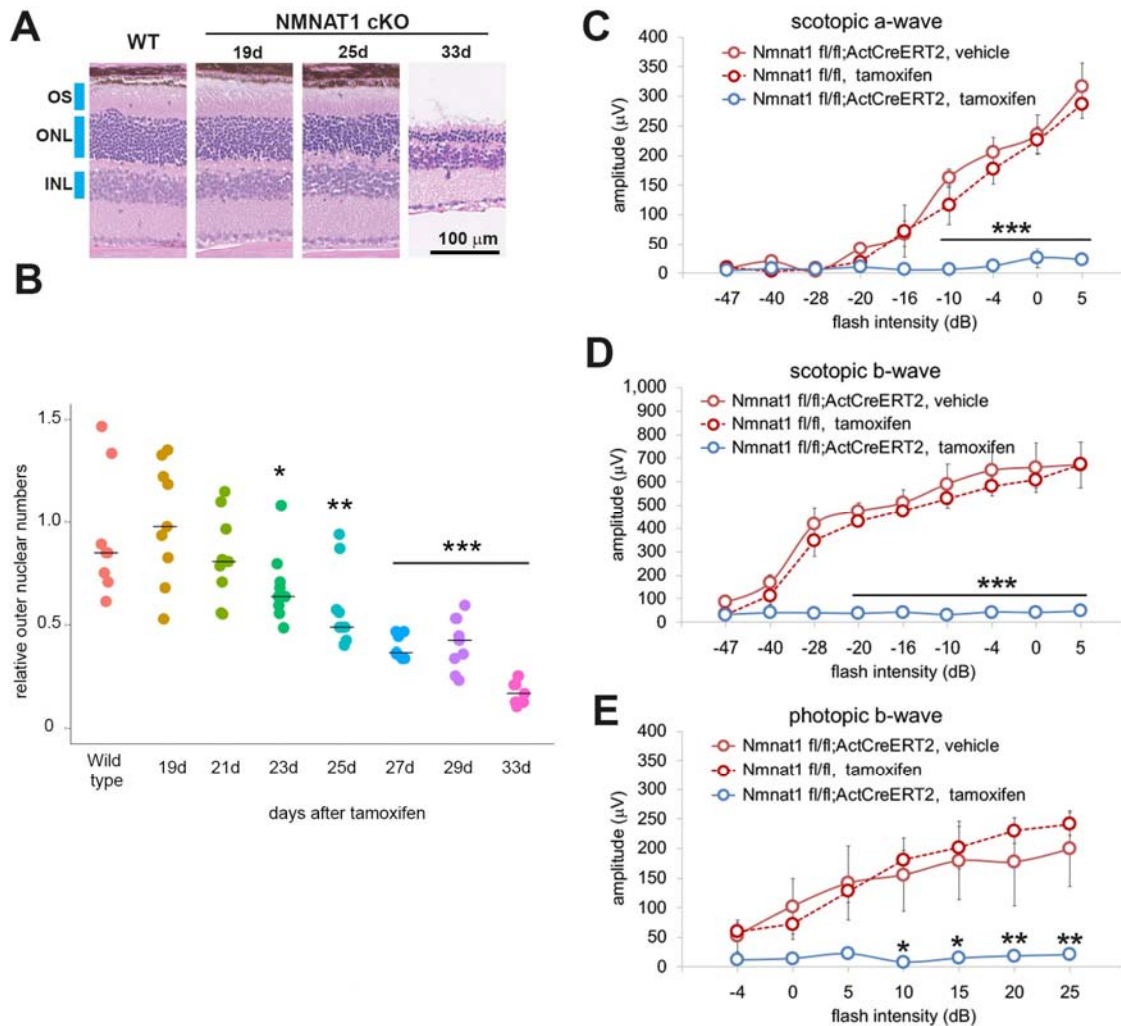 A
NMNAT1 cKO
WT
19d
25d
33d
OS
ONL
INL
100 μm
B
relative outer nuclear numbers
1.5
1.0
0.5
0
*
**
***
Wild type
19d
21d
23d
25d
27d
29d
33d
days after tamoxifen
C
scotopic a-wave
Nmnat1 fl/fl;ActCreERT2, vehicle
Nmnat1 fl/fl, tamoxifen
Nmnat1 fl/fl;ActCreERT2, tamoxifen
amplitude (μV)
400
350
300
250
200
150
100
50
0
***
-47 -40 -28 -20 -16 -10 -4 0 5
flash intensity (dB)
D
scotopic b-wave
Nmnat1 fl/fl;ActCreERT2, vehicle
Nmnat1 fl/fl, tamoxifen
Nmnat1 fl/fl;ActCreERT2, tamoxifen
amplitude (μV)
1,000
900
800
700
600
500
400
300
200
100
0
***
-47 -40 -28 -20 -16 -10 -4 0 5
flash intensity (dB)
E
photopic b-wave
Nmnat1 fl/fl;ActCreERT2, vehicle
Nmnat1 fl/fl, tamoxifen
Nmnat1 fl/fl;ActCreERT2, tamoxifen
amplitude (μV)
400
350
300
250
200
150
100
50
0
* * ** **
-4 0 5 10 15 20 25
flash intensity (dB)